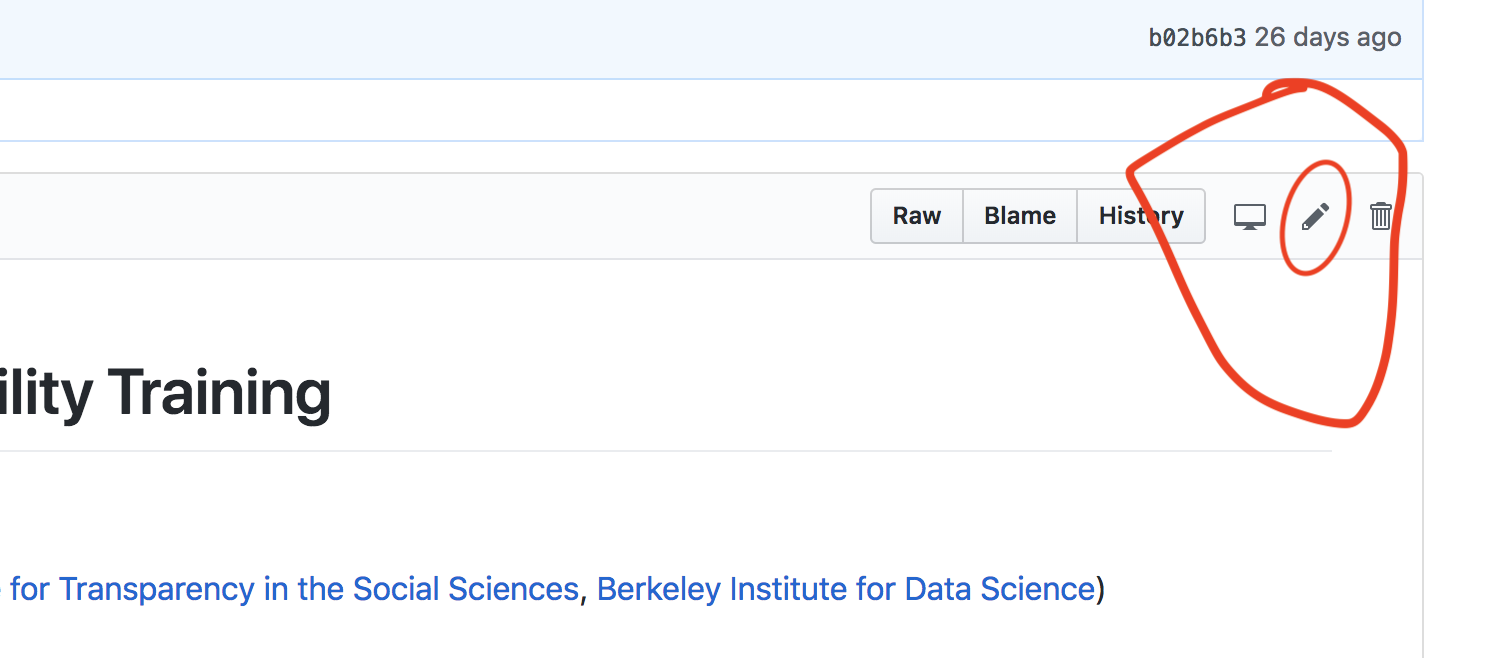 b02b6b3 26 days ago
Raw Blame History
ility Training
for Transparency in the Social Sciences, Berkeley Institute for Data Science)